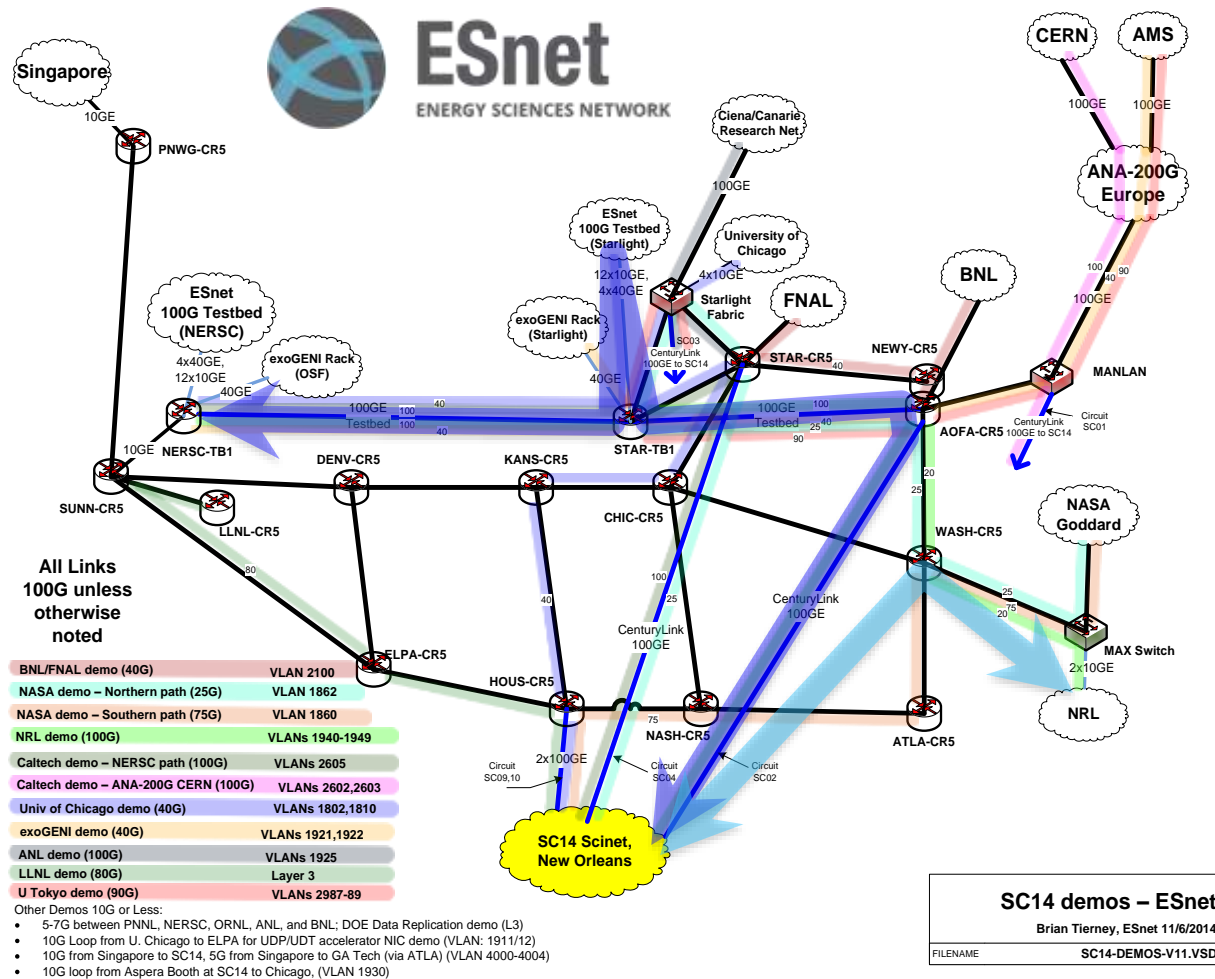 ESnet
ENERGY SCIENCES NETWORK
CERN
AMS
Singapore
10GE
PNWG-CR5
100GE
100GE
Ciena/Canarie
Research Net
100GE
ANA-200G
Europe
ESnet
100G Testbed
(Starlight)
University of
Chicago
12x10GE,
4x40GE
4x10GE
Starlight
Fabric
BNL
FNAL
ESnet
100G Testbed
(NERSC)
exoGENI Rack
(Starlight)
100
40
90
100GE
SC03
CenturyLink
100GE to SC14
STAR-CR5
NEWY-CR5
40
MANLAN
4x40GE,
12x10GE
exoGENI Rack
(OSF)
40GE
40GE
40
100GE
100
Testbed
100
40
100GE
100
Testbed
40
25
90
AOFA-CR5
CenturyLink
100GE to SC14
Circuit
SC01
NERSC-TB1
STAR-TB1
10GE
SUNN-CR5
DENV-CR5
KANS-CR5
CHIC-CR5
LLNL-CR5
20
25
WASH-CR5
NASA
Goddard
80
All Links
100G unless
otherwise
noted
40
100
25
CenturyLink
100GE
CenturyLink
100GE
25
75
20
MAX Switch
2x10GE
ELPA-CR5
HOUS-CR5
NASH-CR5
75
ATLA-CR5
NRL
2x100GE
Circuit
SC09,10
Circuit
SC04
Circuit
SC02
SC14 Scinet,
New Orleans
BNL/FNAL demo (40G) VLAN 2100
NASA demo – Northern path (25G) VLAN 1862
NASA demo – Southern path (75G) VLAN 1860
NRL demo (100G) VLANs 1940-1949
Caltech demo – NERSC path (100G) VLANs 2605
Caltech demo – ANA-200G CERN (100G) VLANs 2602,2603
Univ of Chicago demo (40G) VLANs 1802,1810
exoGENI demo (40G) VLANs 1921,1922
ANL demo (100G) VLANs 1925
LLNL demo (80G) Layer 3
U Tokyo demo (90G) VLANs 2987-89
Other Demos 10G or Less:
• 5-7G between PNNL, NERSC, ORNL, ANL, and BNL; DOE Data Replication demo (L3)
• 10G Loop from U. Chicago to ELPA for UDP/UDT accelerator NIC demo (VLAN: 1911/12)
• 10G from Singapore to SC14, 5G from Singapore to GA Tech (via ATLA) (VLAN 4000-4004)
• 10G loop from Aspera Booth at SC14 to Chicago, (VLAN 1930)
SC14 demos – ESnet
Brian Tierney, ESnet 11/6/2014
FILENAME SC14-DEMOS-V11.VSD